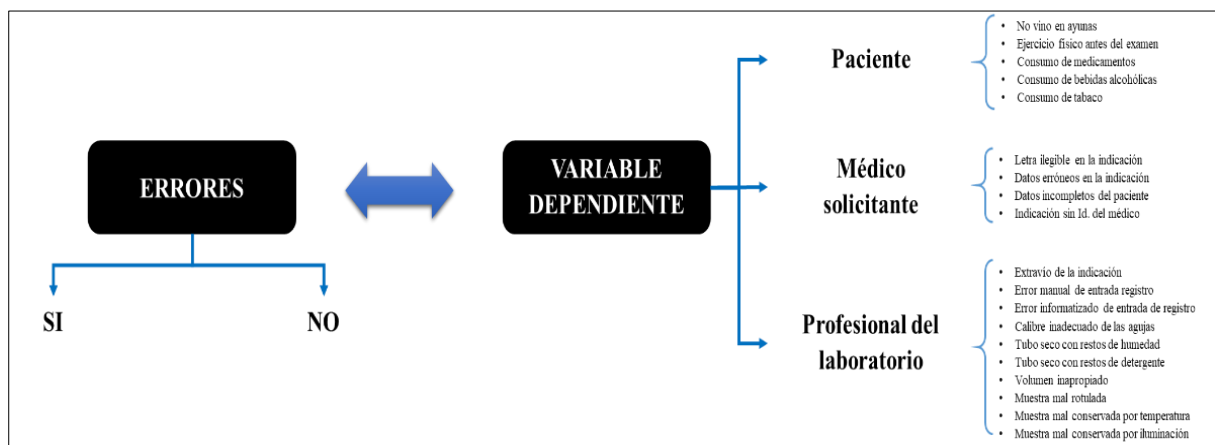 ERRORES
SI
NO
VARIABLE
DEPENDIENTE
Paciente
• No vino en ayunas
• Ejercicio físico antes del examen
• Consumo de medicamentos
• Consumo de bebidas alcohólicas
• Consumo de tabaco
Médico
solicitante
• Letra ilegible en la indicación
• Datos erróneos en la indicación
• Datos incompletos del paciente
• Indicación sin Id. del médico
Profesional del
laboratorio
• Extravío de la indicación
• Error manual de entrada registro
• Error informatizado de entrada de registro
• Calibre inadecuado de las agujas
• Tubo seco con restos de humedad
• Tubo seco con restos de detergente
• Volumen inapropiado
• Muestra mal rotulada
• Muestra mal conservada por temperatura
• Muestra mal conservada por iluminación